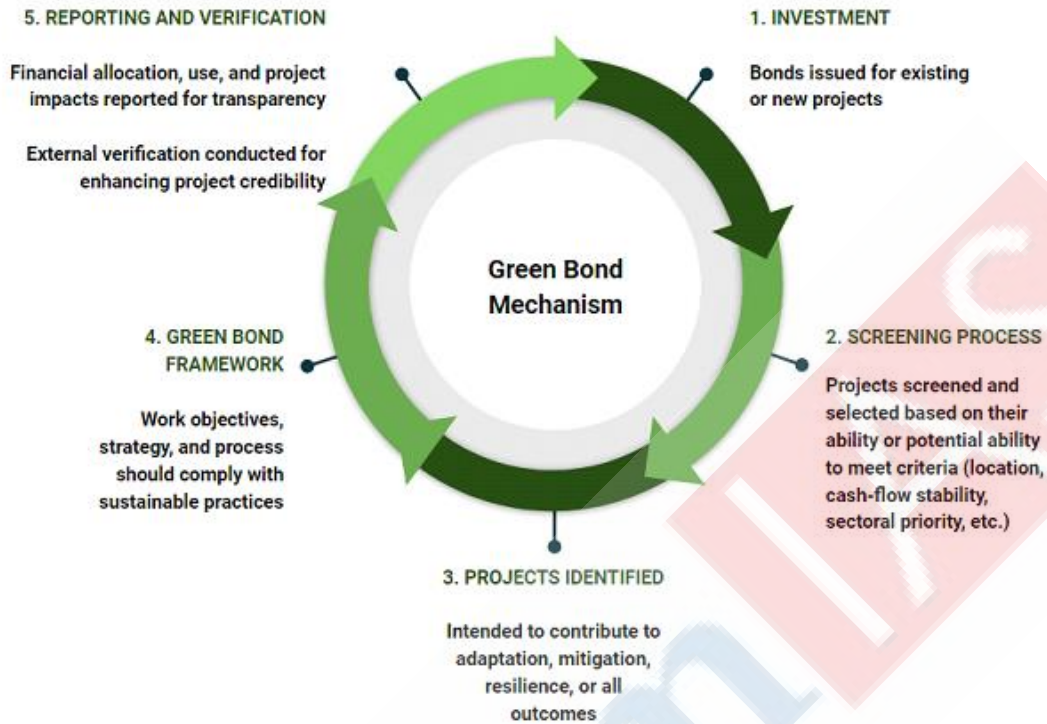 5. REPORTING AND VERIFICATION
Financial allocation, use, and project
impacts reported for transparency
External verification conducted for
enhancing project credibility
1. INVESTMENT
Bonds issued for existing
or new projects
Green Bond
Mechanism
2. SCREENING PROCESS
Projects screened and
selected based on their
ability or potential ability
to meet criteria (location,
cash-flow stability,
sectoral priority, etc.)
4. GREEN BOND
FRAMEWORK
Work objectives,
strategy, and process
should comply with
sustainable practices
3. PROJECTS IDENTIFIED
Intended to contribute to
adaptation, mitigation,
resilience, or all
outcomes